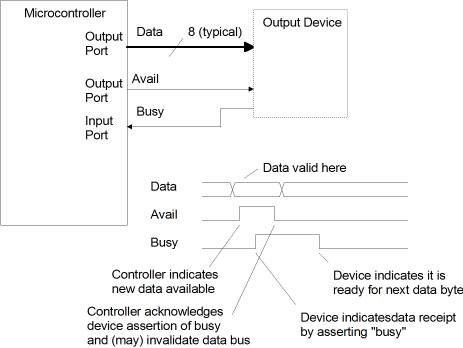 Microcontroller
Output Device
Output
Port
Data
8 (typical)
Output
Port
Avail
Input
Port
Busy
Data valid here
Data
Avail
Busy
Controller indicates
new data available
Device indicates it is
ready for next data byte
Controller acknowledges
device assertion of busy
and (may) invalidate data bus
Device indicatesdata receipt
by asserting "busy"